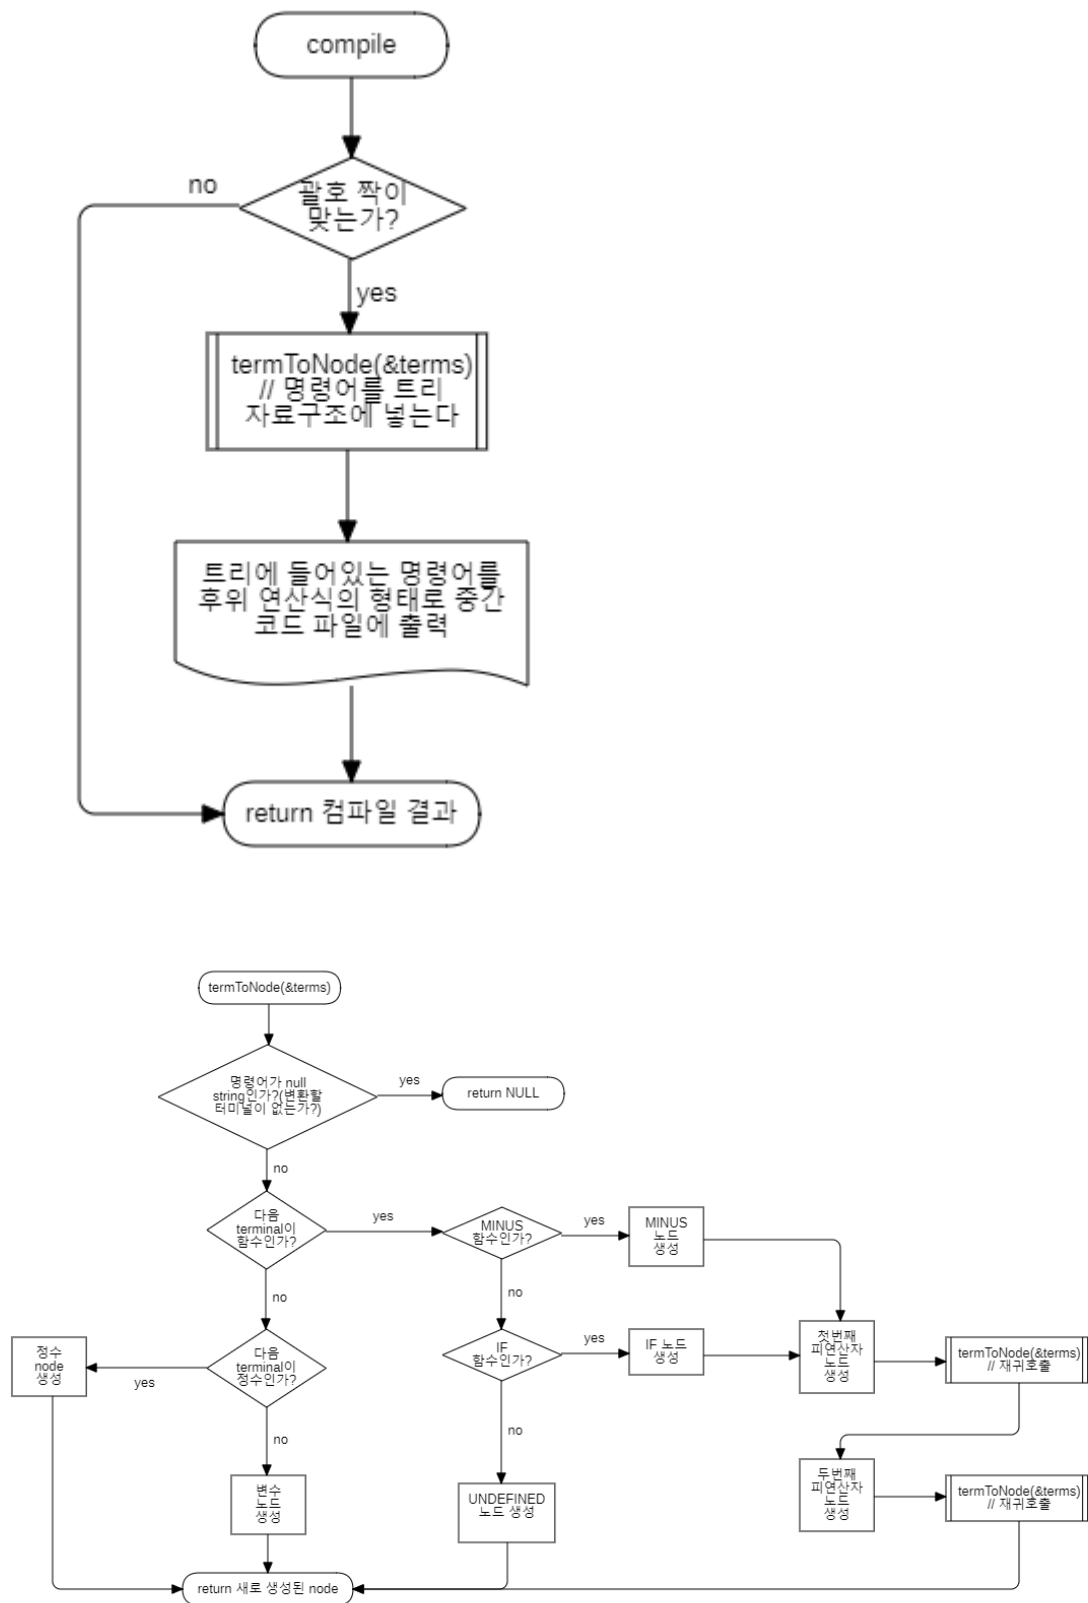 compile
괄호 짝이
맞는가?
no
yes
termToNode(&terms)
// 명령어를 트리
자료구조에 넣는다
트리에 들어있는 명령어를
후위 연산식의 형태로 중간
코드 파일에 출력
return 컴파일 결과
termToNode(&terms)
명령어가 null
string인가?(변환할
터미널이 없는가?)
yes
return NULL
no
다음
terminal이
함수인가?
yes
MINUS
함수인가?
yes
MINUS
노드
생성
no
no
다음
terminal이
정수인가?
yes
정수
node
생성
IF
함수인가?
yes
IF 노드
생성
첫번째
피연산자
노드
생성
termToNode(&terms)
// 재귀호출
no
no
변수
노드
생성
UNDEFINED
노드 생성
두번째
피연산자
노드
생성
termToNode(&terms)
// 재귀호출
return 새로 생성된 node